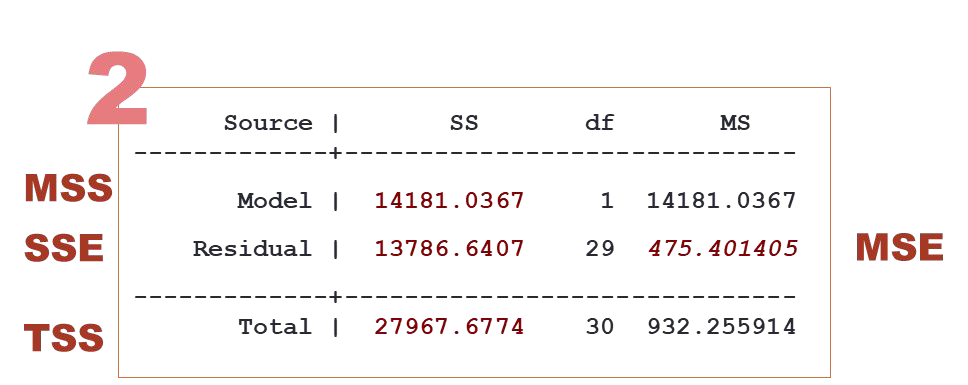 2
Source | SS df MS
-------------+------------------------------
MSS Model | 14181.0367 1 14181.0367
SSE Residual | 13786.6407 29 475.401405 MSE
-------------+------------------------------
TSS Total | 27967.6774 30 932.255914